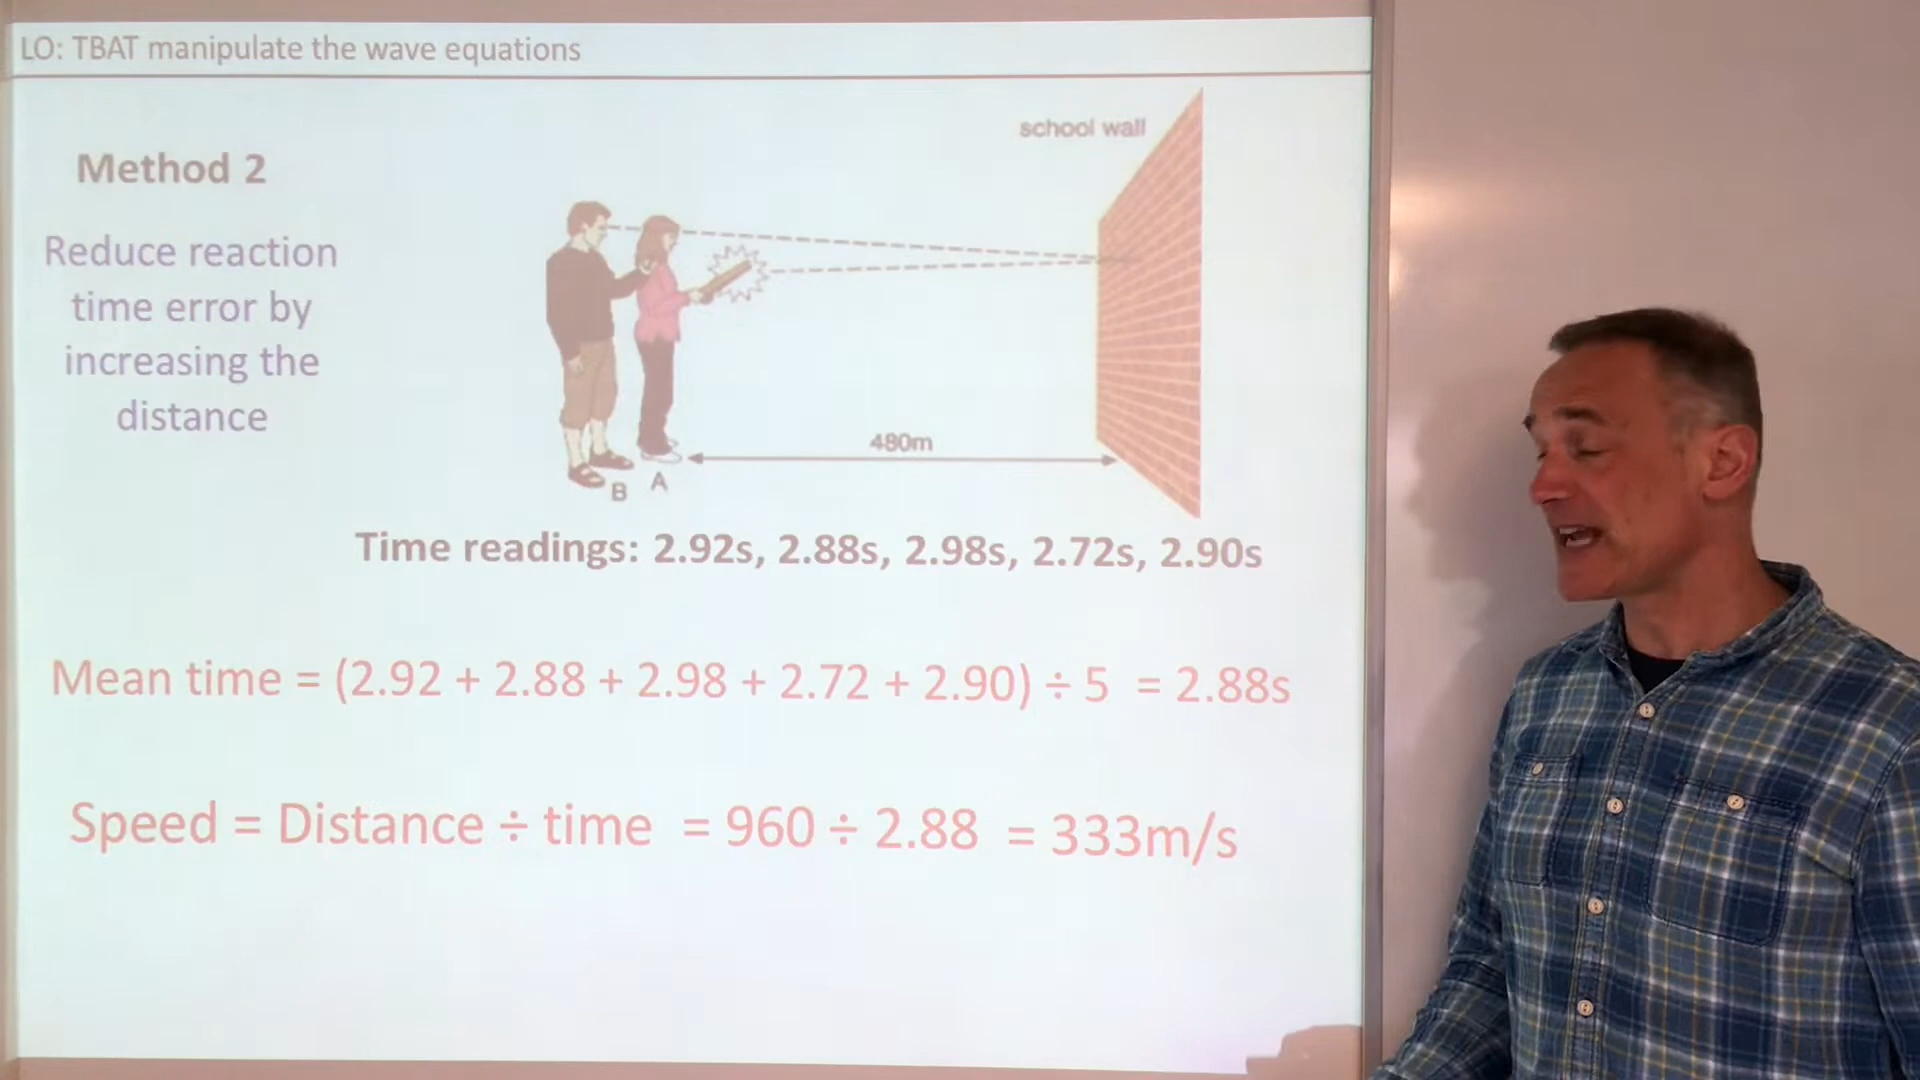 LO: TBAT manipulate the wave equations
school wall
Method 2
Reduce reaction
time error by
increasing the
distance
480m
B A
Time readings: 2.92s, 2.88s, 2.98s, 2.72s, 2.90s
Mean time = (2.92 + 2.88 + 2.98 + 2.72 + 2.90) ÷ 5 = 2.88s
Speed = Distance ÷ time = 960 ÷ 2.88 = 333m/s